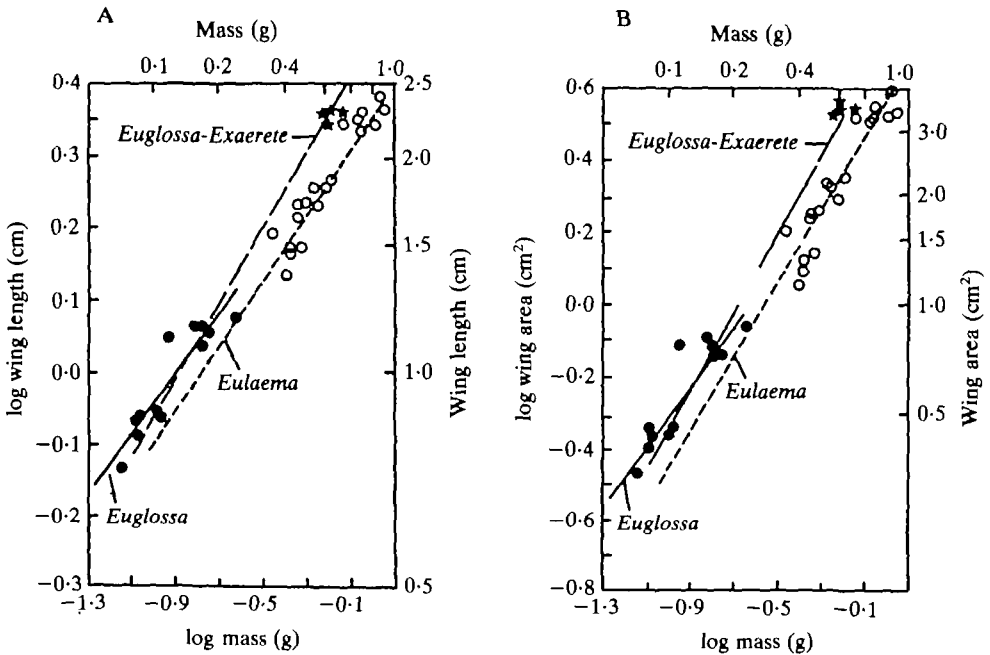 A
Mass (g)
0·1 0·2 0·4 1·0
0·4
0·3
0·2
0·1
0·0
−0·1
−0·2
−0·3
log wing length (cm)
Euglossa-Exaerete
Eulaema
Euglossa
2·5
2·0
1·5
1·0
0·5
Wing length (cm)
−1·3 −0·9 −0·5 −0·1
log mass (g)
B
Mass (g)
0·1 0·2 0·4 1·0
0·6
0·4
0·2
0·0
−0·2
−0·4
−0·6
−0·8
log wing area (cm²)
Euglossa-Exaerete
Eulaema
Euglossa
3·0
2·0
1·5
1·0
0·5
Wing area (cm²)
−1·3 −0·9 −0·5 −0·1
log mass (g)